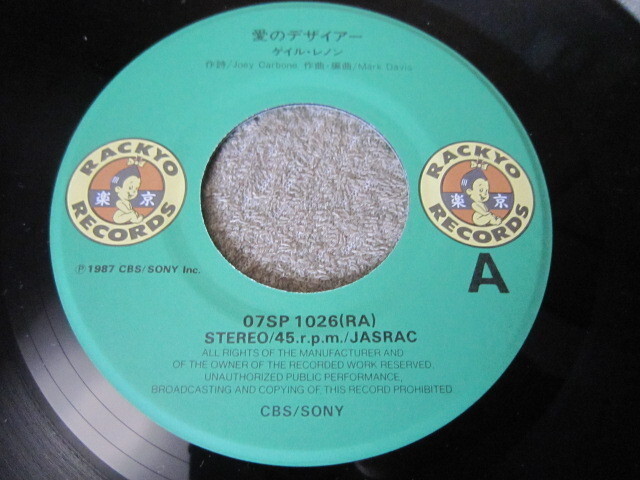 愛のデザイアー
ゲイル・レノン
作詩/Joey Carbone 作曲・編曲/Mark Davis
RACKYO
楽 京
RECORDS
RACKYO
楽 京
RECORDS
Ⓟ1987 CBS/SONY Inc.
A
07SP 1026(RA)
STEREO/45.r.p.m./JASRAC
ALL RIGHTS OF THE MANUFACTURER AND
OF THE OWNER OF THE RECORDED WORK RESERVED
UNAUTHORIZED PUBLIC PERFORMANCE,
BROADCASTING AND COPYING OF THIS RECORD PROHIBITED
CBS/SONY